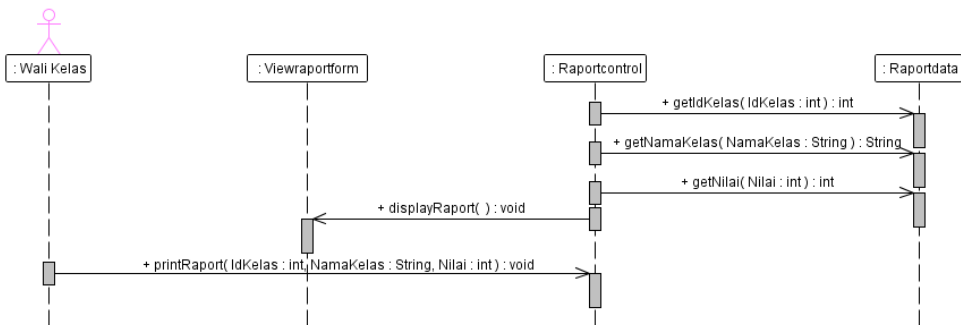 : Wali Kelas
: Viewraportform
: Raportcontrol
: Raportdata
+ getIdKelas( IdKelas : int ) : int
+ getNamaKelas( NamaKelas : String ) : String
+ getNilai( Nilai : int ) : int
+ displayRaport(  ) : void
+ printRaport( IdKelas : int, NamaKelas : String, Nilai : int ) : void